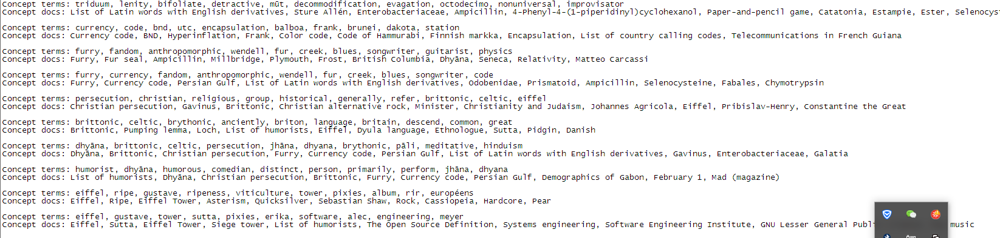 Concept terms: triduum, lenity, bifoliate, detractive, mūt, decommodification, evagation, octodecimo, nonuniversal, improvisator
Concept docs: List of Latin words with English derivatives, Sture Allén, Enterobacteriaceae, Ampicillin, 4-Phenyl-4-(1-piperidinyl)cyclohexanol, Paper-and-pencil game, Catatonia, Estampie, Ester, Selenocyst
Concept terms: currency, code, bnd, utc, encapsulation, balboa, frank, brunei, dakota, station
Concept docs: Currency code, BND, Hyperinflation, Frank, Color code, Code of Hammurabi, Finnish markka, Encapsulation, List of country calling codes, Telecommunications in French Guiana
Concept terms: furry, fandom, anthropomorphic, wendell, fur, creek, blues, songwriter, guitarist, physics
Concept docs: Furry, Fur seal, Ampicillin, Millbridge, Plymouth, Frost, British Columbia, Dhyāna, Seneca, Relativity, Matteo Carcassi
Concept terms: furry, currency, fandom, anthropomorphic, wendell, fur, creek, blues, songwriter, code
Concept docs: Furry, Currency code, Persian Gulf, List of Latin words with English derivatives, Odobenidae, Prismatoid, Ampicillin, Selenocysteine, Fabales, Chymotrypsin
Concept terms: persecution, christian, religious, group, historical, generally, refer, brittonic, celtic, eiffel
Concept docs: Christian persecution, Gavinus, Brittonic, Christian alternative rock, Minister, Christianity and Judaism, Johannes Agricola, Eiffel, Pribislav-Henry, Constantine the Great
Concept terms: brittonic, celtic, brythonic, anciently, briton, language, britain, descend, common, great
Concept docs: Brittonic, Pumping lemma, Loch, List of humorists, Eiffel, Dyula language, Ethnologue, Sutta, Pidgin, Danish
Concept terms: dhyāna, brittonic, celtic, persecution, jhāna, dhyana, brythonic, pāli, meditative, hinduism
Concept docs: Dhyāna, Brittonic, Christian persecution, Furry, Currency code, Persian Gulf, List of Latin words with English derivatives, Gavinus, Enterobacteriaceae, Galatia
Concept terms: humorist, dhyāna, humorous, comedian, distinct, person, primarily, perform, jhāna, dhyana
Concept docs: List of humorists, Dhyāna, Christian persecution, Brittonic, Furry, Currency code, Persian Gulf, Demographics of Gabon, February 1, Mad (magazine)
Concept terms: eiffel, ripe, gustave, ripeness, viticulture, tower, pixies, album, rir, européens
Concept docs: Eiffel, Ripe, Eiffel Tower, Asterism, Quicksilver, Sebastian Shaw, Rock, Cassiopeia, Hardcore, Pear
Concept terms: eiffel, gustave, tower, sutta, pixies, erika, software, alec, engineering, meyer
Concept docs: Eiffel, Sutta, Eiffel Tower, Siege tower, List of humorists, The Open Source Definition, Systems engineering, Software Engineering Institute, GNU Lesser General Publi music